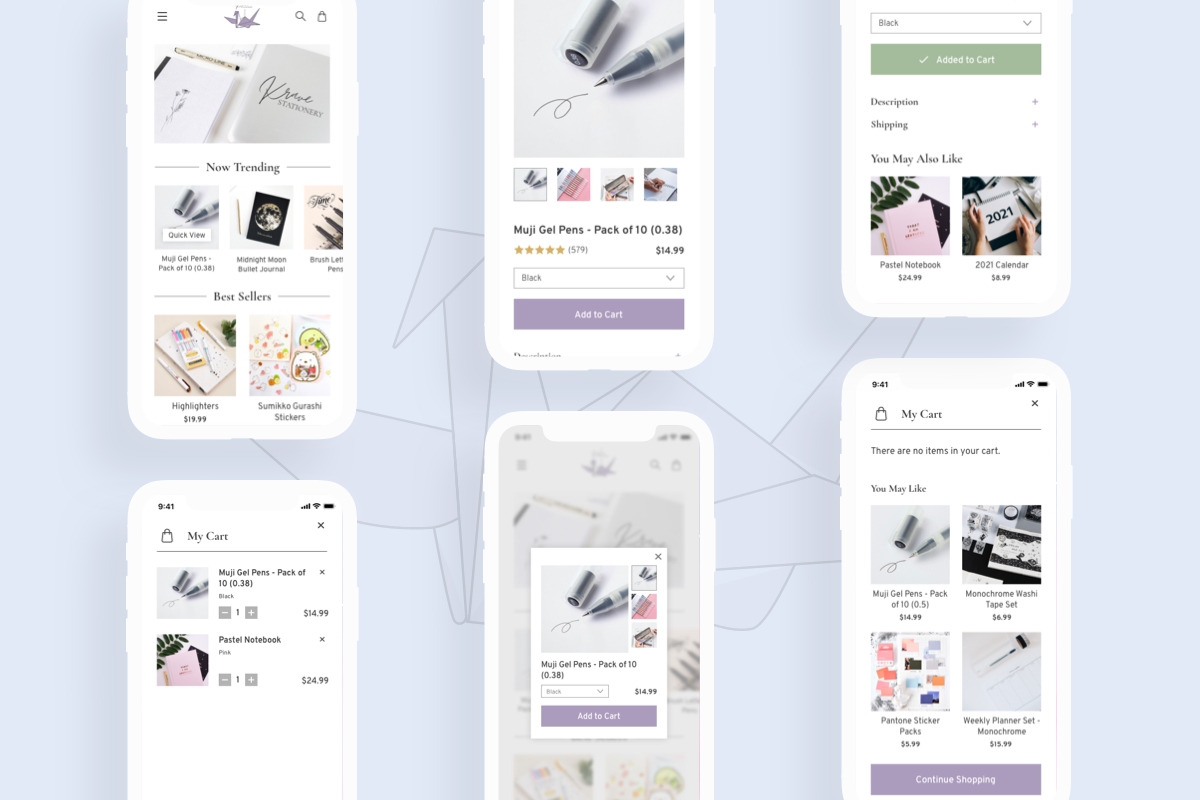 Krave
STATIONERY
Now Trending
Quick View
Muji Gel Pens -
Pack of 10 (0.38)
Midnight Moon
Bullet Journal
Pens
Best Sellers
Highlighters
$19.99
Sumikko Gurashi
Stickers
9:41
My Cart
Muji Gel Pens - Pack of
10 (0.38)
Black
1
$14.99
Pastel Notebook
Pink
1
$24.99
Muji Gel Pens - Pack of 10 (0.38)
(579)
$14.99
Black
Add to Cart
Description
9:41
Muji Gel Pens - Pack of 10
(0.38)
Black
$14.99
Add to Cart
Black
Added to Cart
Description
Shipping
You May Also Like
2021
Pastel Notebook
$24.99
2021 Calendar
$8.99
9:41
My Cart
There are no items in your cart.
You May Like
Muji Gel Pens - Pack
of 10 (0.5)
$14.99
Monochrome Washi
Tape Set
$6.99
Pantone Sticker
Packs
$5.99
Weekly Planner Set -
Monochrome
$15.99
Continue Shopping